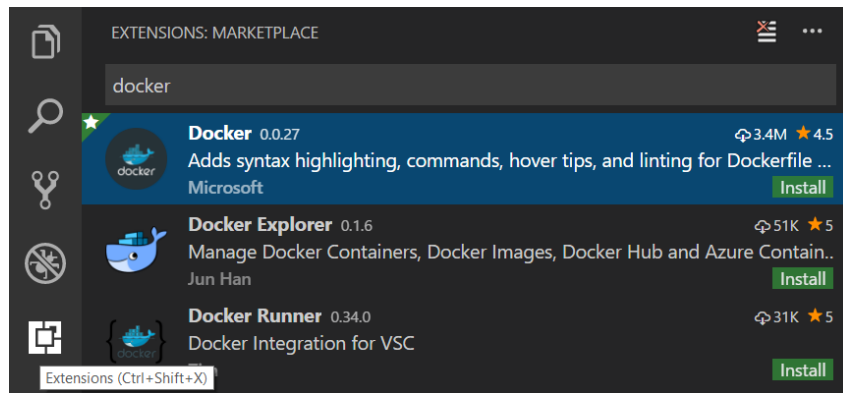 EXTENSIONS: MARKETPLACE
docker
Docker 0.0.27 3.4M 4.5
Adds syntax highlighting, commands, hover tips, and linting for Dockerfile ...
Microsoft Install
docker
Docker Explorer 0.1.6 51K 5
Manage Docker Containers, Docker Images, Docker Hub and Azure Contain..
Jun Han Install
Docker Runner 0.34.0 31K 5
Docker Integration for VSC
docker
Install
Extensions (Ctrl+Shift+X)